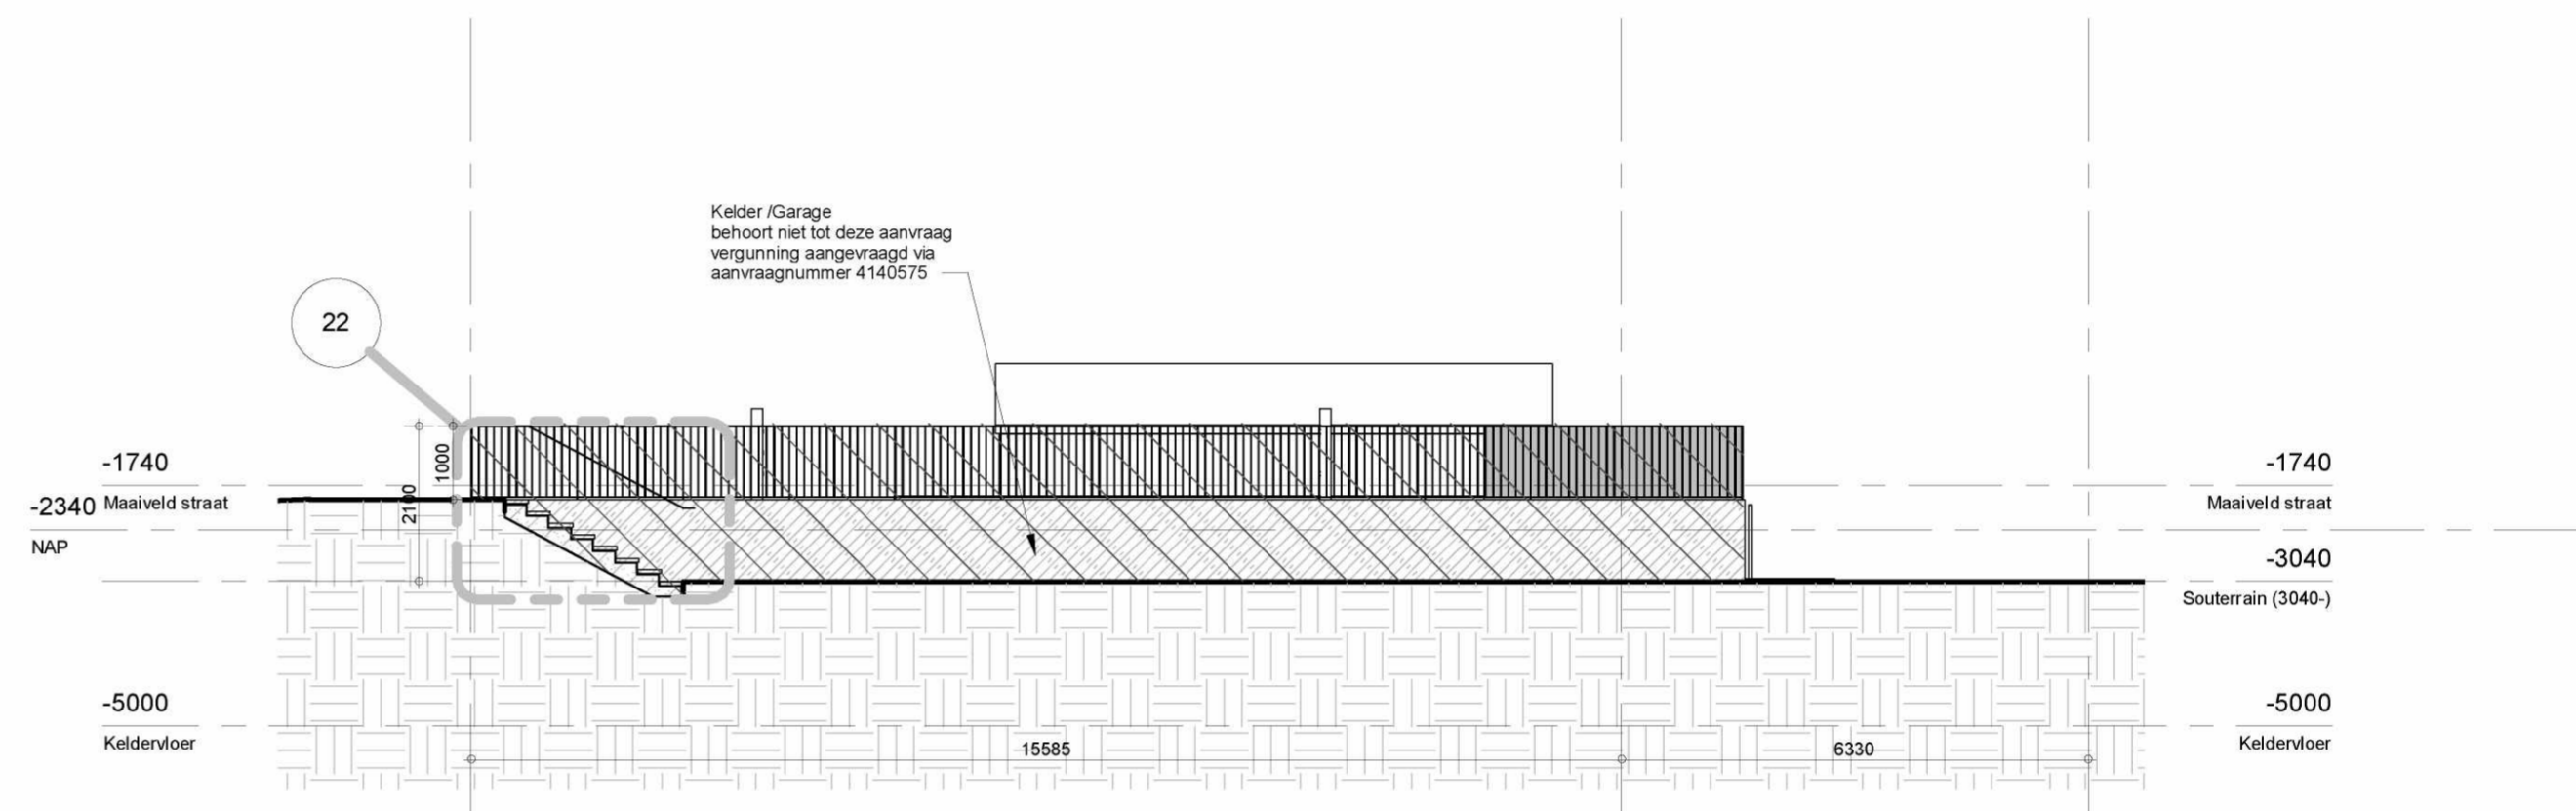 Kelder /Garage
behoort niet tot deze aanvraag
vergunning aangevraagd via
aanvraagnummer 4140575
22
1000
2100
-1740
Maaiveld straat
-2340
NAP
-5000
Keldervloer
-1740
Maaiveld straat
-3040
Souterrain (3040-)
-5000
Keldervloer
15585
6330